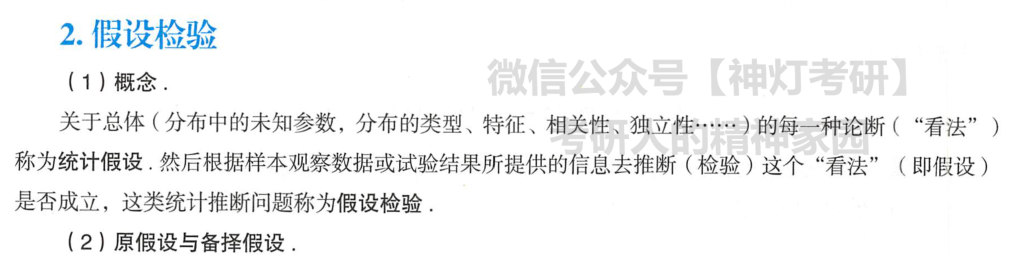 2. 假设检验
微信公众号【神灯考研】
(1)概念.
考研人的精神家园
关于总体(分布中的未知参数,分布的类型、特征、相关性、独立性……)的每一种论断(“看法”)
称为统计假设.然后根据样本观察数据或试验结果所提供的信息去推断(检验)这个“看法”(即假设)
是否成立,这类统计推断问题称为假设检验.
(2)原假设与备择假设.